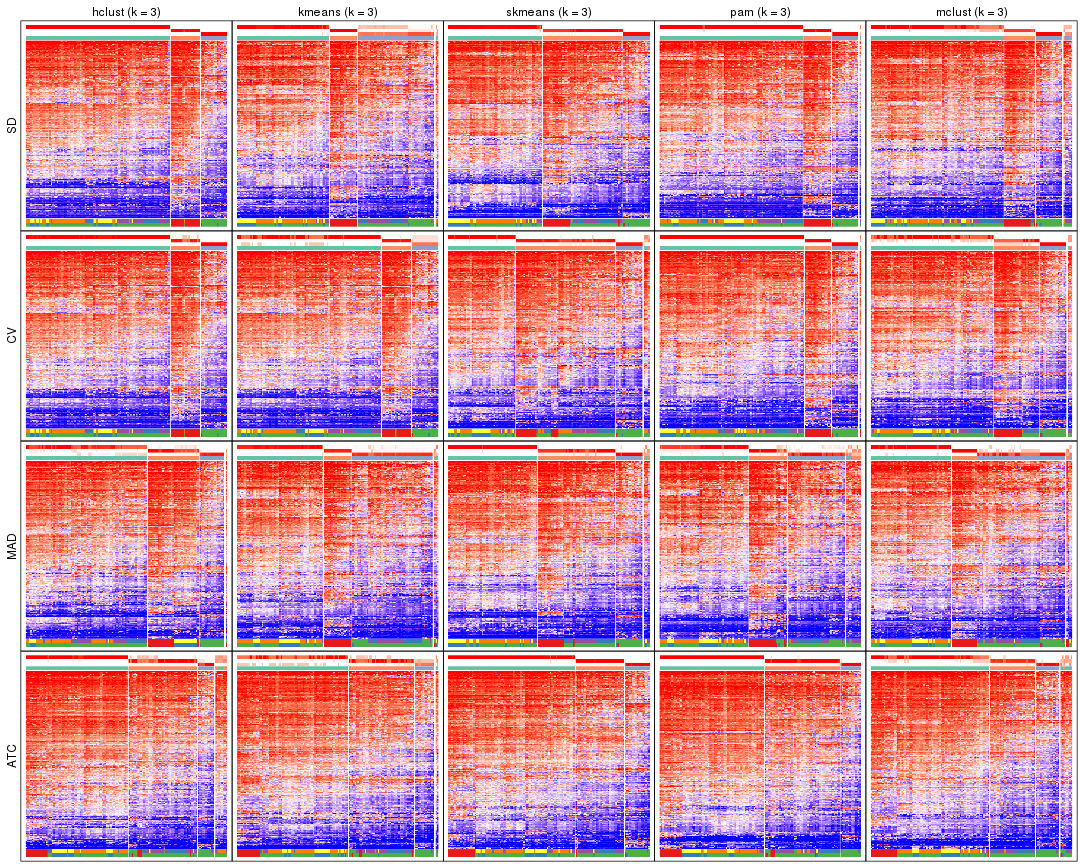 hclust (k = 3) kmeans (k = 3) skmeans (k = 3) pam (k = 3) mclust (k = 3)
SD
CV
MAD
ATC